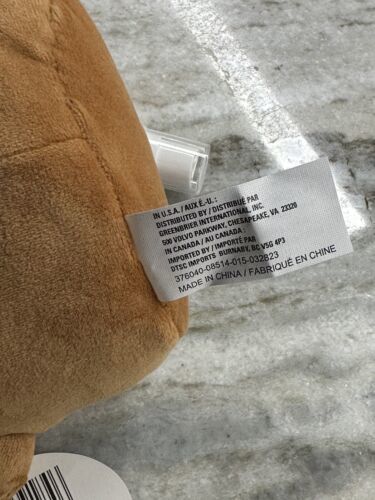 IN U.S.A. / AUX É.-U. :
DISTRIBUTED BY / DISTRIBUÉ PAR
GREENBRIER INTERNATIONAL, INC.
500 VOLVO PARKWAY, CHESAPEAKE, VA 23320
IN CANADA / AU CANADA :
IMPORTED BY / IMPORTÉ PAR
DTSC IMPORTS BURNABY, BC V5G 4P3
376040-08514-015-032823
MADE IN CHINA / FABRIQUÉ EN CHINE